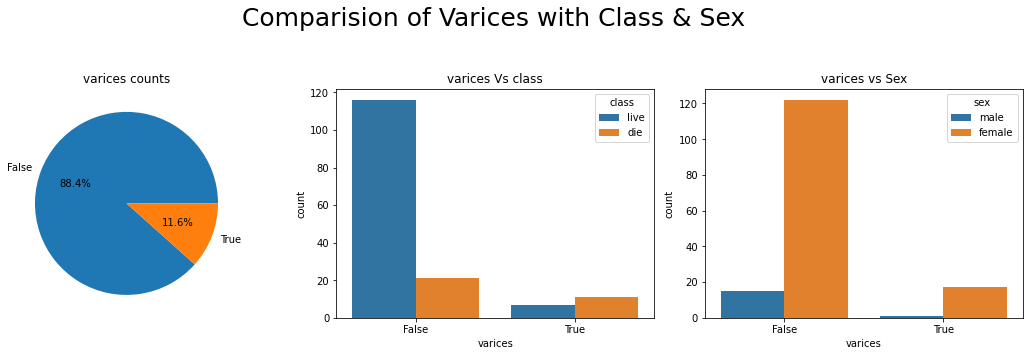 Comparision of Varices with Class & Sex
varices counts
False
88.4%
11.6%
True
varices Vs class
120
100
80
60
40
20
0
count
class
live
die
False
True
varices
varices vs Sex
120
100
80
60
40
20
0
count
sex
male
female
False
True
varices